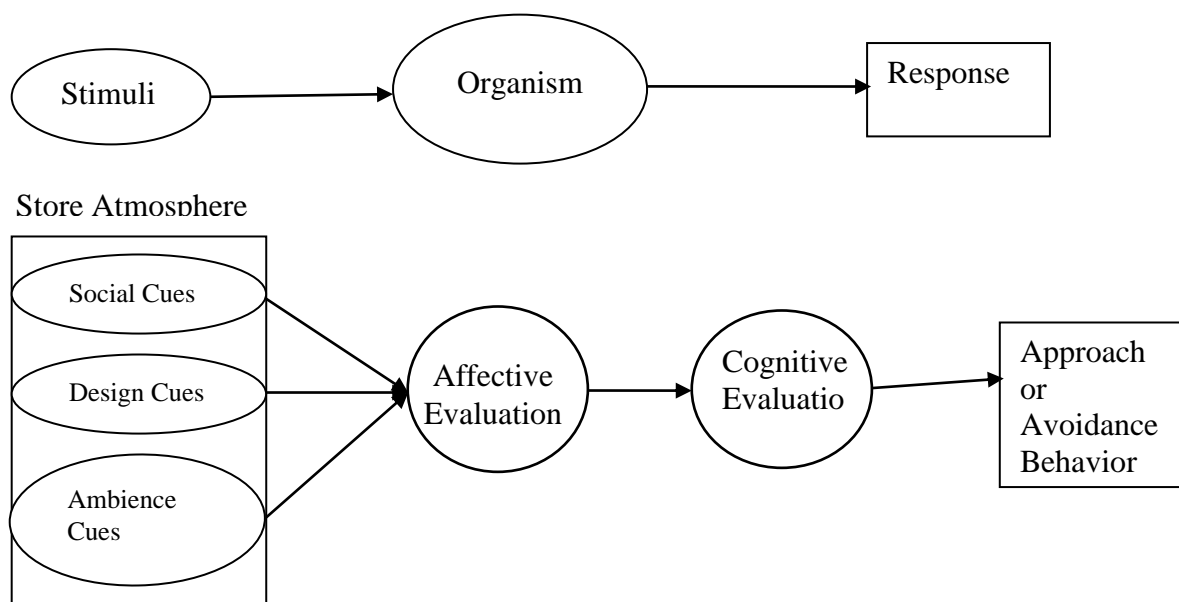 Stimuli
Organism
Response
Store Atmosphere
Social Cues
Design Cues
Ambience
Cues
Affective
Evaluation
Cognitive
Evaluatio
Approach
or
Avoidance
Behavior